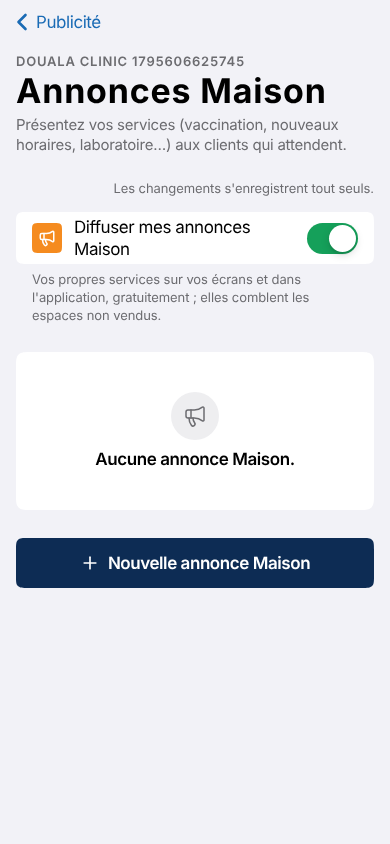 Publicité
DOUALA CLINIC 1795606625745
Annonces Maison
Présentez vos services (vaccination, nouveaux
horaires, laboratoire…) aux clients qui attendent.
Les changements s'enregistrent tout seuls.
Diffuser mes annonces
Maison
Vos propres services sur vos écrans et dans
l'application, gratuitement ; elles comblent les
espaces non vendus.
Aucune annonce Maison.
Nouvelle annonce Maison